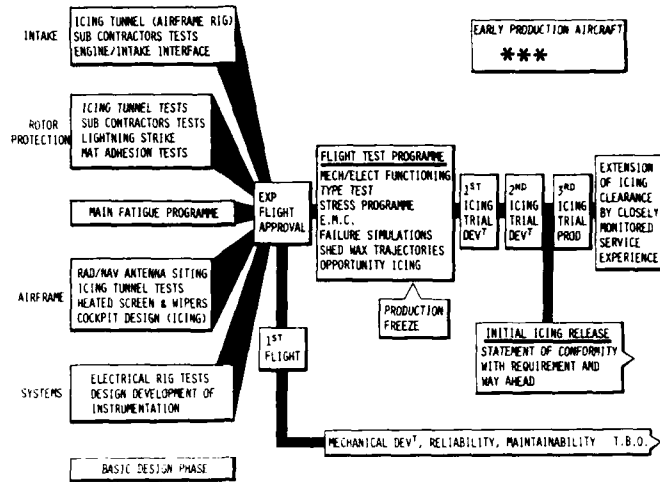 INTAKE
ICING TUNNEL (AIRFRAME RIG)
SUB CONTRACTORS TESTS
ENGINE/INTAKE INTERFACE
EARLY PRODUCTION AIRCRAFT
***
ROTOR
PROTECTION
ICING TUNNEL TESTS
SUB CONTRACTORS TESTS
LIGHTNING STRIKE
MAT ADHESION TESTS
MAIN FATIGUE PROGRAMME
AIRFRAME
RAD/NAV ANTENNA SITING
ICING TUNNEL TESTS
HEATED SCREEN & WIPERS
COCKPIT DESIGN (ICING)
SYSTEMS
ELECTRICAL RIG TESTS
DESIGN DEVELOPMENT OF
INSTRUMENTATION
BASIC DESIGN PHASE
EXP
FLIGHT
APPROVAL
1ST
FLIGHT
FLIGHT TEST PROGRAMME
MECH/ELECT FUNCTIONING
TYPE TEST
STRESS PROGRAMME
E.M.C.
FAILURE SIMULATIONS
SHED WAX TRAJECTORIES
OPPORTUNITY ICING
PRODUCTION
FREEZE
1ST
ICING
TRIAL
DEVT
2ND
ICING
TRIAL
DEVT
3RD
ICING
TRIAL
PROD
EXTENSION
OF ICING
CLEARANCE
BY CLOSELY
MONITORED
SERVICE
EXPERIENCE
INITIAL ICING RELEASE
STATEMENT OF CONFORMITY
WITH REQUIREMENT AND
WAY AHEAD
MECHANICAL DEVT, RELIABILITY, MAINTAINABILITY T.B.O.